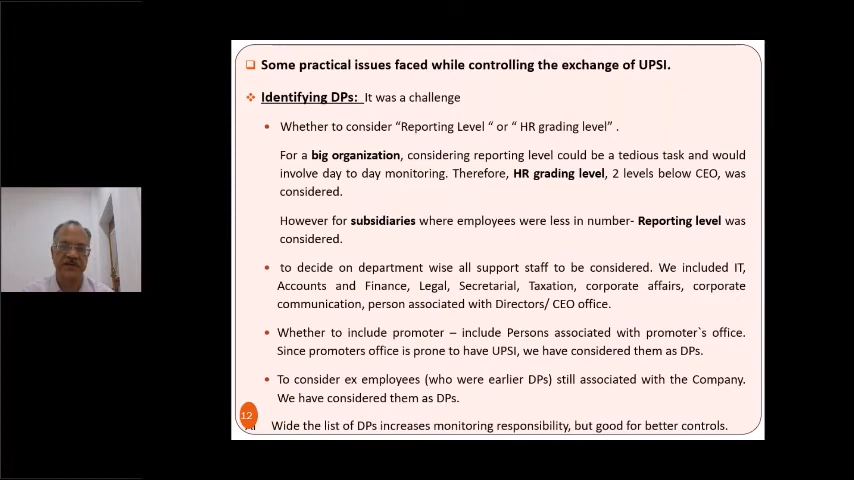 Some practical issues faced while controlling the exchange of UPSI.
Identifying DPs: It was a challenge
Whether to consider “Reporting Level “ or “ HR grading level” .
For a big organization, considering reporting level could be a tedious task and would
involve day to day monitoring. Therefore, HR grading level, 2 levels below CEO, was
considered.
However for subsidiaries where employees were less in number- Reporting level was
considered.
to decide on department wise all support staff to be considered. We included IT,
Accounts and Finance, Legal, Secretarial, Taxation, corporate affairs, corporate
communication, person associated with Directors/ CEO office.
Whether to include promoter – include Persons associated with promoter`s office.
Since promoters office is prone to have UPSI, we have considered them as DPs.
To consider ex employees (who were earlier DPs) still associated with the Company.
We have considered them as DPs.
12
Wide the list of DPs increases monitoring responsibility, but good for better controls.